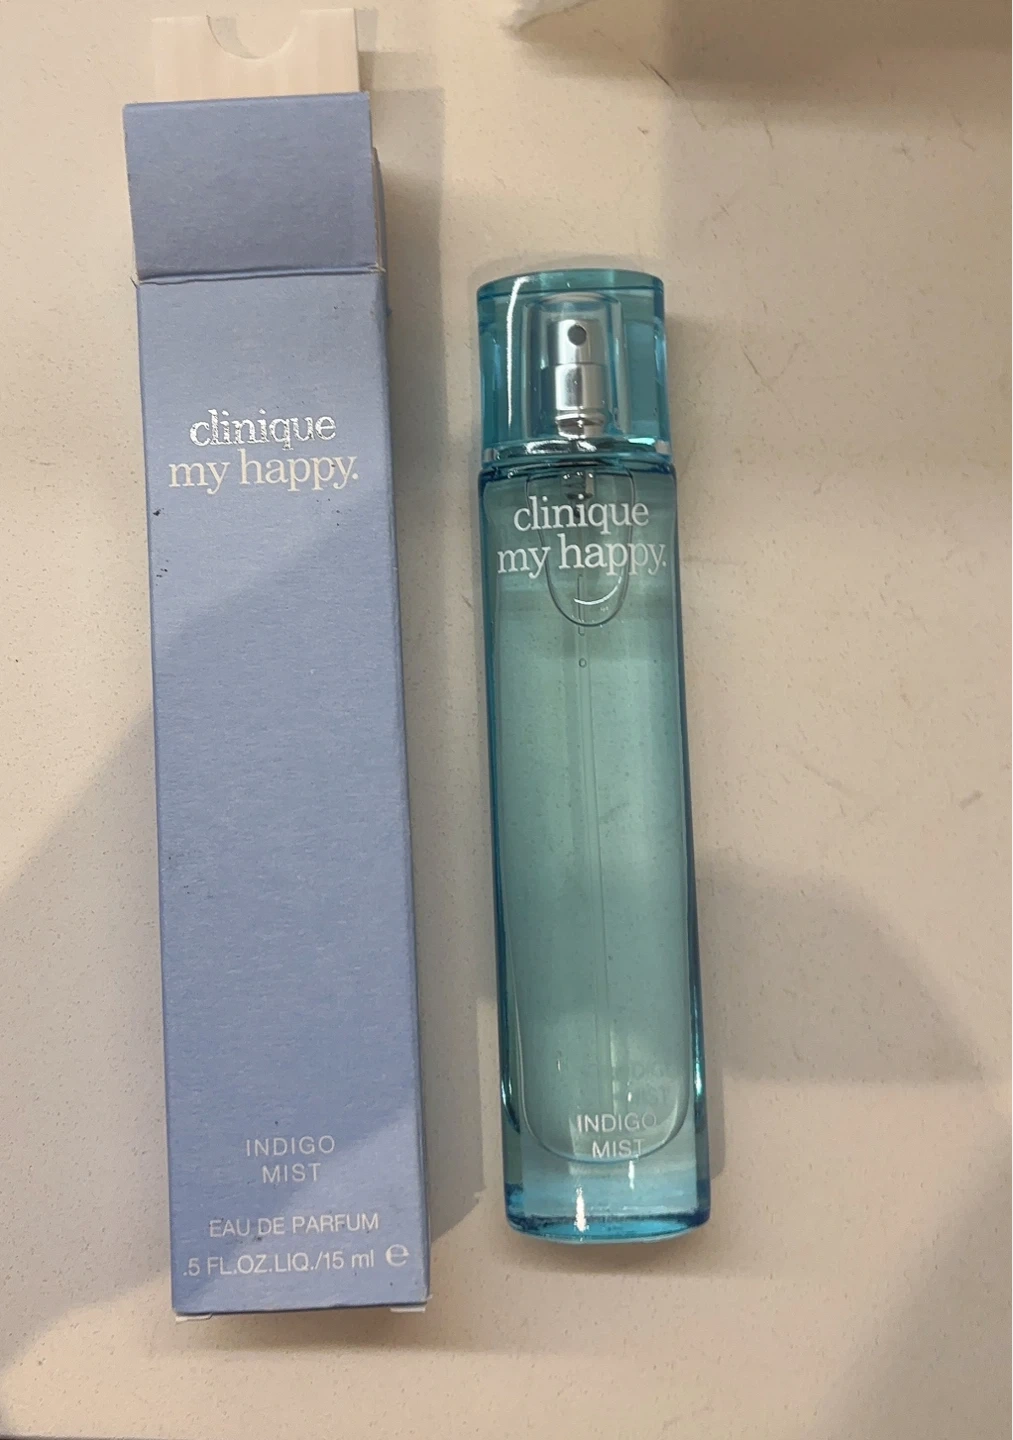 clinique
my happy.
INDIGO
MIST
EAU DE PARFUM
.5 FL.OZ.LIQ./15 ml e
clinique
my happy.
INDIGO
MIST